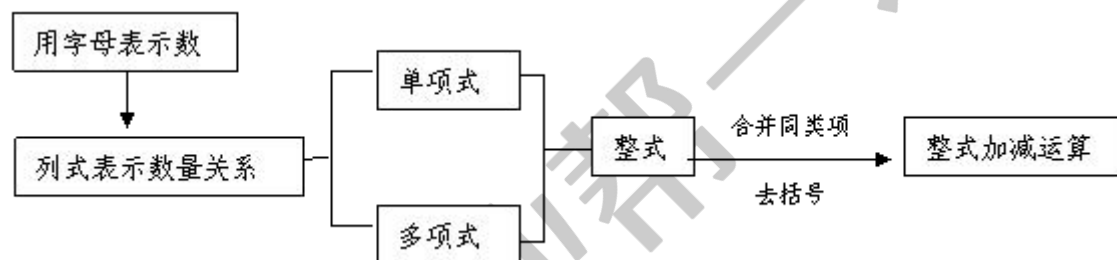 用字母表示数
列式表示数量关系
单项式
多项式
整式
合并同类项
去括号
整式加减运算